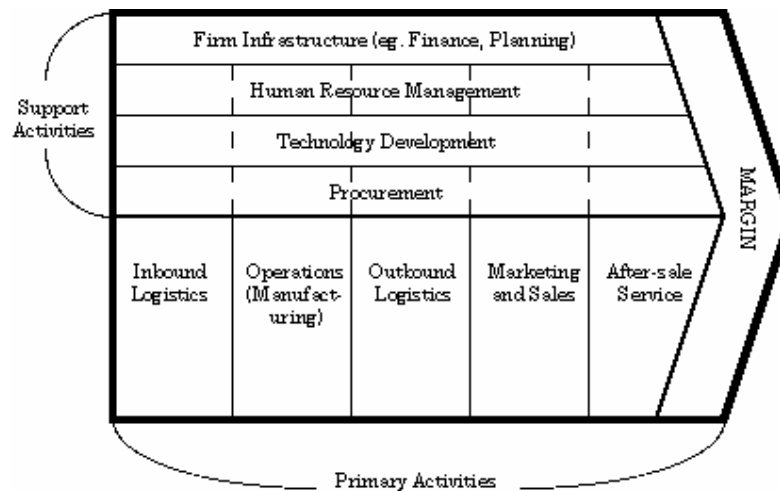 Firm Infrastructure (eg. Finance, Planning)
Human Resource Management
Support
Activities
Technology Development
Procurement
MARGIN
Inbound
Logistics
Operations
(Manufact-
uring)
Outbound
Logistics
Marketing
and Sales
After-sale
Service
Primary Activities